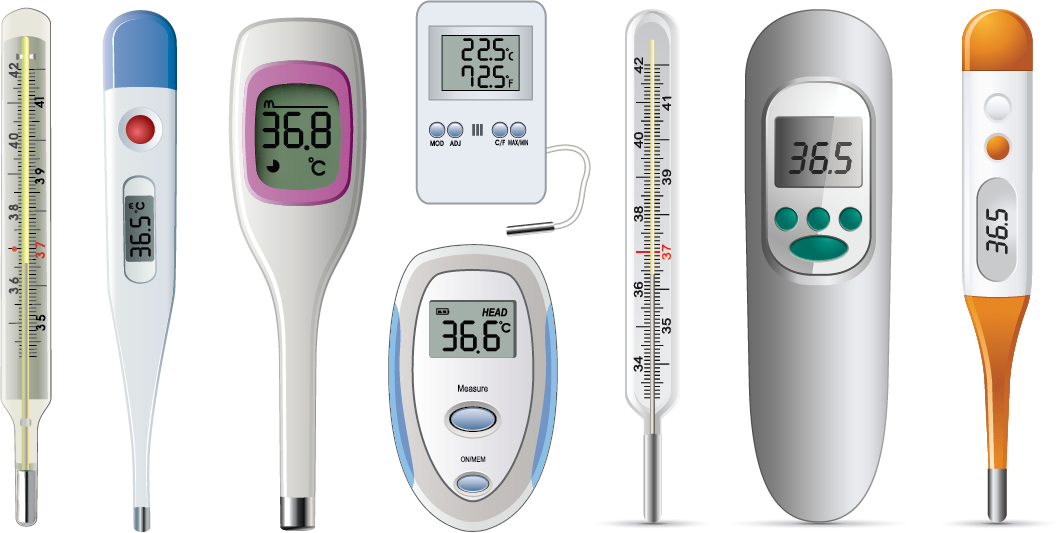 42
41
40
39
38
37
36
35
36.5 M °C
m
36.8
°C
22.5°C
72.5°F
MOD ADJ C/F MAX/MIN
HEAD
36.6°C
Measure
ON/MEM
42
41
40
39
38
37
36
35
34
36.5
36.5